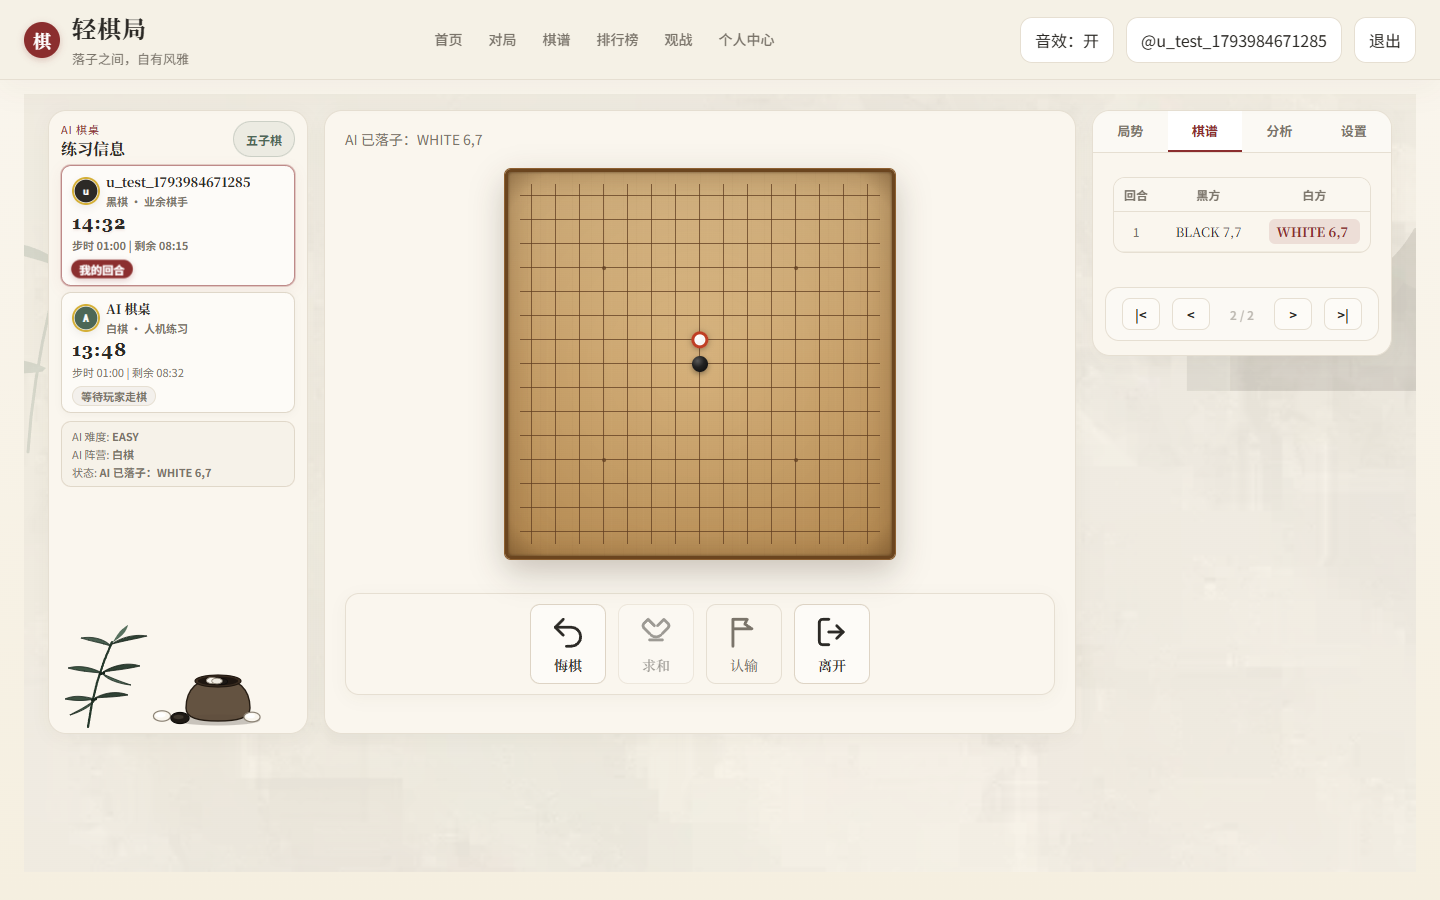 棋
轻棋局
落子之间，自有风雅
首页 对局 棋谱 排行榜 观战 个人中心
音效：开
@u_test_1793984671285
退出
AI 棋桌
练习信息
五子棋
u
u_test_1793984671285
黑棋 · 业余棋手
14:32
步时 01:00 | 剩余 08:15
我的回合
A
AI 棋桌
白棋 · 人机练习
13:48
步时 01:00 | 剩余 08:32
等待玩家走棋
AI 难度: EASY
AI 阵营: 白棋
状态: AI 已落子：WHITE 6,7
AI 已落子：WHITE 6,7
悔棋 求和 认输 离开
局势 棋谱 分析 设置
回合 黑方 白方
1 BLACK 7,7 WHITE 6,7
|< < 2 / 2 > >|